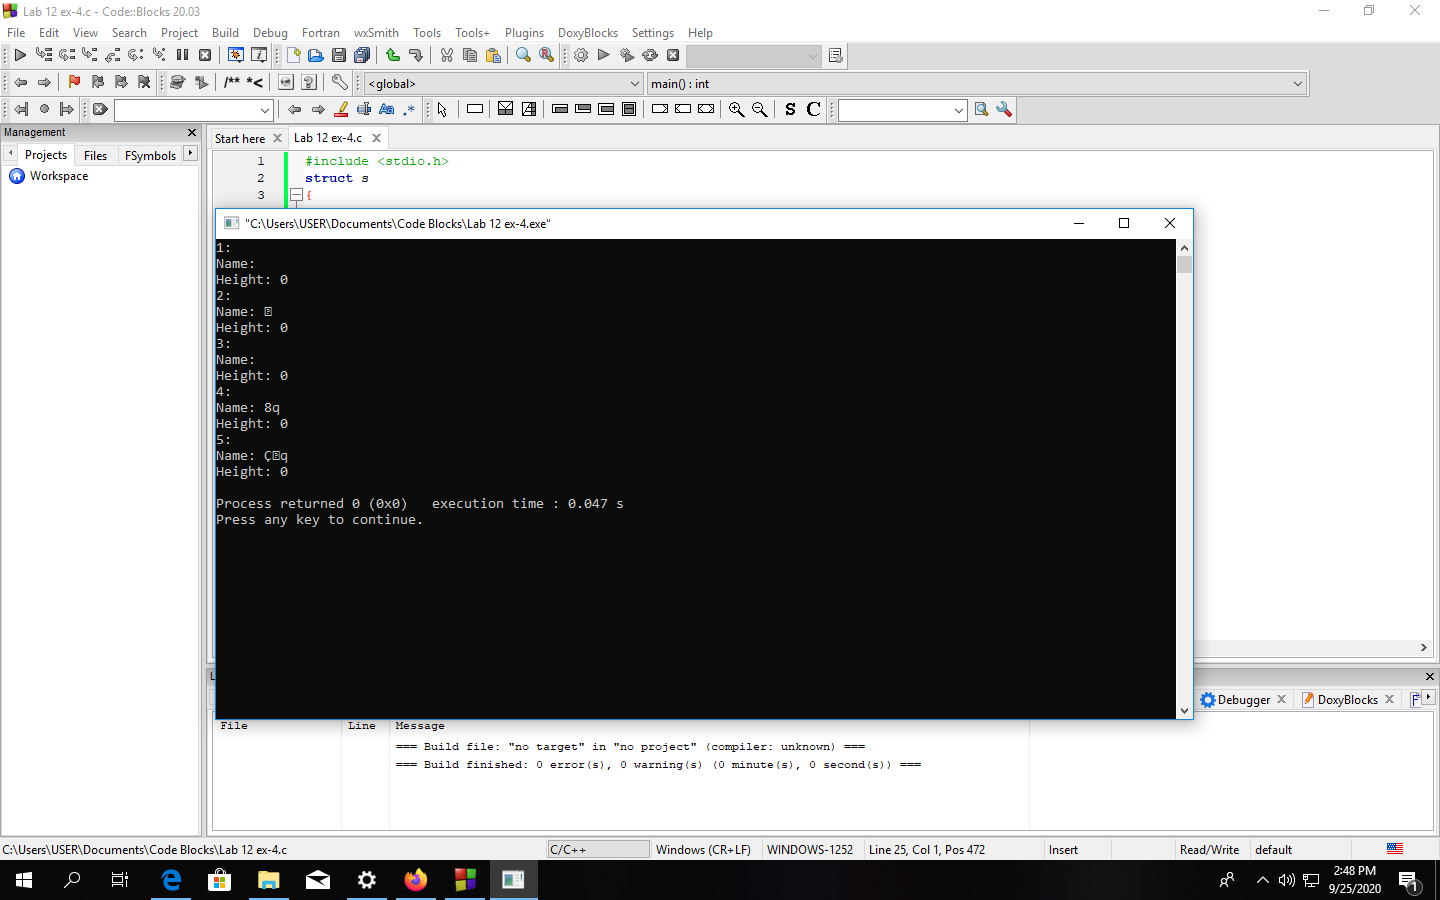 Lab 12 ex-4.c - Code::Blocks 20.03
File Edit View Search Project Build Debug Fortran wxSmith Tools Tools+ Plugins DoxyBlocks Settings Help
/** *<
<global>
main() : int
Aa .*
S C
Management
Projects Files FSymbols
Workspace
Start here Lab 12 ex-4.c
1 #include <stdio.h>
2 struct s
3 {
"C:\Users\USER\Documents\Code Blocks\Lab 12 ex-4.exe"
1:
Name:
Height: 0
2:
Name:
Height: 0
3:
Name:
Height: 0
4:
Name: 8q
Height: 0
5:
Name: Ç q
Height: 0
Process returned 0 (0x0)   execution time : 0.047 s
Press any key to continue.
Debugger DoxyBlocks F
File Line Message
=== Build file: "no target" in "no project" (compiler: unknown) ===
=== Build finished: 0 error(s), 0 warning(s) (0 minute(s), 0 second(s)) ===
C:\Users\USER\Documents\Code Blocks\Lab 12 ex-4.c C/C++ Windows (CR+LF) WINDOWS-1252 Line 25, Col 1, Pos 472 Insert Read/Write default
2:48 PM
9/25/2020
1